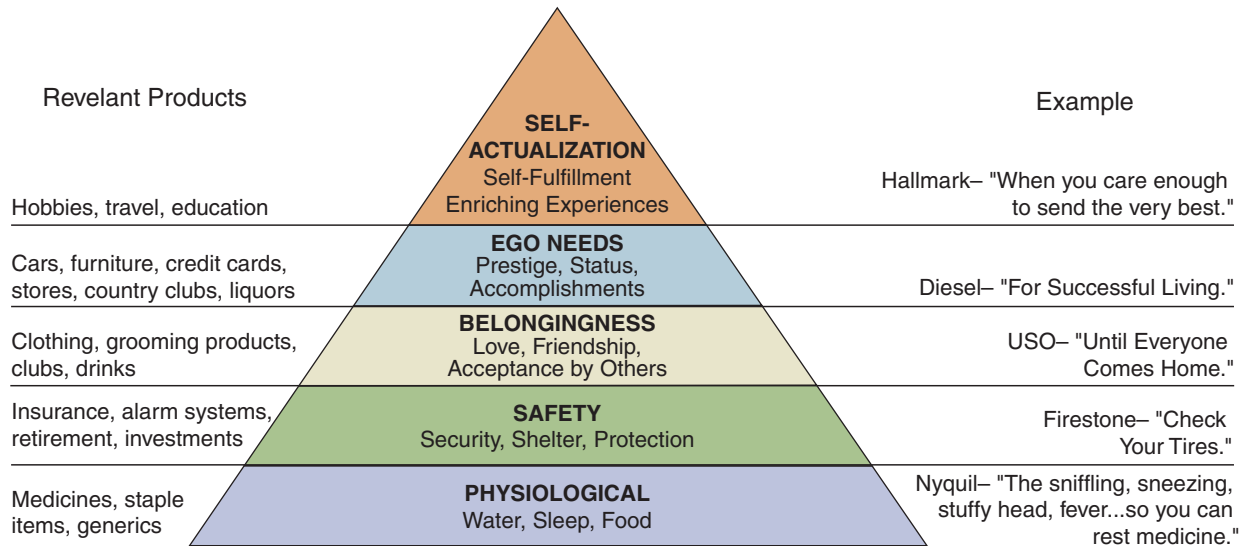 Revelant Products
Example
SELF-
ACTUALIZATION
Self-Fulfillment
Enriching Experiences
Hobbies, travel, education
Hallmark– "When you care enough
to send the very best."
EGO NEEDS
Prestige, Status,
Accomplishments
Cars, furniture, credit cards,
stores, country clubs, liquors
Diesel– "For Successful Living."
BELONGINGNESS
Love, Friendship,
Acceptance by Others
Clothing, grooming products,
clubs, drinks
USO– "Until Everyone
Comes Home."
SAFETY
Security, Shelter, Protection
Insurance, alarm systems,
retirement, investments
Firestone– "Check
Your Tires."
PHYSIOLOGICAL
Water, Sleep, Food
Medicines, staple
items, generics
Nyquil– "The sniffling, sneezing,
stuffy head, fever...so you can
rest medicine."